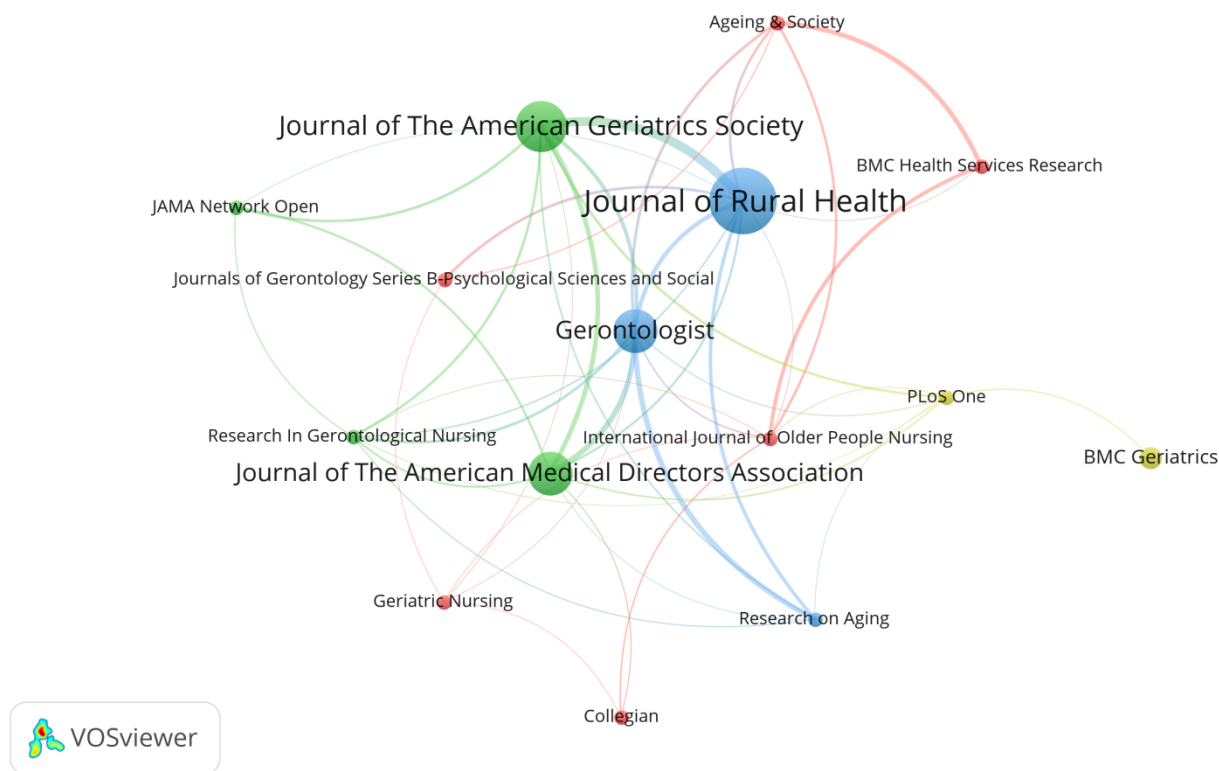 Ageing & Society
Journal of The American Geriatrics Society
BMC Health Services Research
Journal of Rural Health
JAMA Network Open
Journals of Gerontology Series B-Psychological Sciences and Social
Gerontologist
PLoS One
Research In Gerontological Nursing
International Journal of Older People Nursing
BMC Geriatrics
Journal of The American Medical Directors Association
Geriatric Nursing
Research on Aging
Collegian
VOSviewer